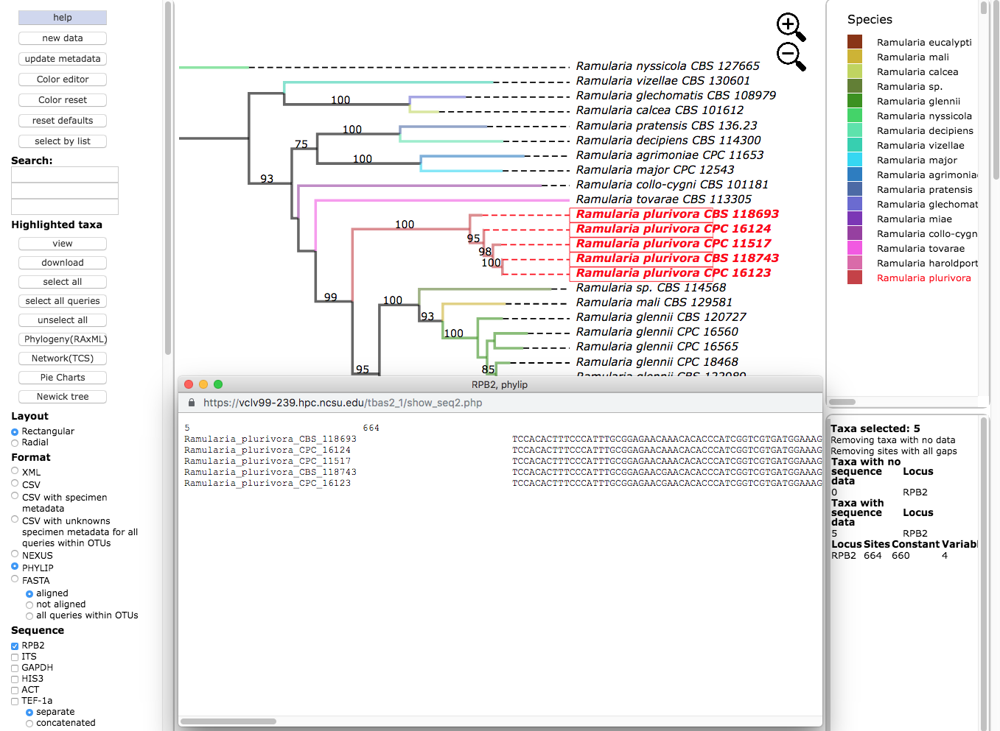 help
new data
update metadata
Color editor
Color reset
reset defaults
select by list
Search:
Highlighted taxa
view
download
select all
select all queries
unselect all
Phylogeny(RAxML)
Network(TCS)
Pie Charts
Newick tree
Layout
Rectangular
Radial
Format
XML
CSV
CSV with specimen
metadata
CSV with unknowns
specimen metadata for all
queries within OTUs
NEXUS
PHYLIP
FASTA
aligned
not aligned
all queries within OTUs
Sequence
RPB2
ITS
GAPDH
HIS3
ACT
TEF-1a
separate
concatenated
Ramularia nyssicola CBS 127665
Ramularia vizellae CBS 130601
100
Ramularia glechomatis CBS 108979
Ramularia calcea CBS 101612
100
Ramularia pratensis CBS 136.23
75
Ramularia decipiens CBS 114300
100
Ramularia agrimoniae CPC 11653
Ramularia major CPC 12543
93
Ramularia collo-cygni CBS 101181
Ramularia tovarae CBS 113305
Ramularia plurivora CBS 118693
100
Ramularia plurivora CPC 16124
95
Ramularia plurivora CPC 11517
98
Ramularia plurivora CBS 118743
100
Ramularia plurivora CPC 16123
Ramularia sp. CBS 114568
99
100
Ramularia mali CBS 129581
93
Ramularia glennii CBS 120727
100
Ramularia glennii CPC 16560
Ramularia glennii CPC 16565
Ramularia glennii CPC 18468
95
85
Ramularia glennii CBS 122989
RPB2, phylip
https://vclv99-239.hpc.ncsu.edu/tbas2_1/show_seq2.php
5 664
Ramularia_plurivora_CBS_118693 TCCACACTTTCCCATTTGCGGAGAACAAACACACCCATCGGTCGTGATGGAAAG
Ramularia_plurivora_CPC_16124 TCCACACTTTCCCATTTGCGGAGAACAAACACACCCATCGGTCGTGATGGAAAG
Ramularia_plurivora_CPC_11517 TCCACACTTTCCCATTTGCGGAGAACAAACACACCCATCGGTCGTGATGGAAAG
Ramularia_plurivora_CBS_118743 TCCACACTTTCCCATTTGCGGAGAACGAACACACCCATCGGTCGTGATGGAAAG
Ramularia_plurivora_CPC_16123 TCCACACTTTCCCATTTGCGGAGAACGAACACACCCATCGGTCGTGATGGAAAG
Species
Ramularia eucalypti
Ramularia mali
Ramularia calcea
Ramularia sp.
Ramularia glennii
Ramularia nyssicola
Ramularia decipiens
Ramularia vizellae
Ramularia major
Ramularia agrimoniae
Ramularia pratensis
Ramularia glechomat
Ramularia miae
Ramularia collo-cygn
Ramularia tovarae
Ramularia haroldport
Ramularia plurivora
Taxa selected: 5
Removing taxa with no data
Removing sites with all gaps
Taxa with no
sequence Locus
data
0 RPB2
Taxa with
sequence Locus
data
5 RPB2
Locus Sites Constant Variabl
RPB2 664 660 4